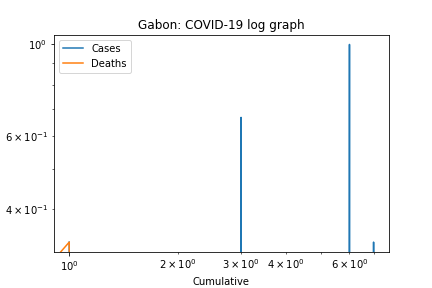 Gabon: COVID-19 log graph
Cases
Deaths
10⁰
6 × 10⁻¹
4 × 10⁻¹
10⁰
2 × 10⁰
3 × 10⁰
4 × 10⁰
6 × 10⁰
Cumulative